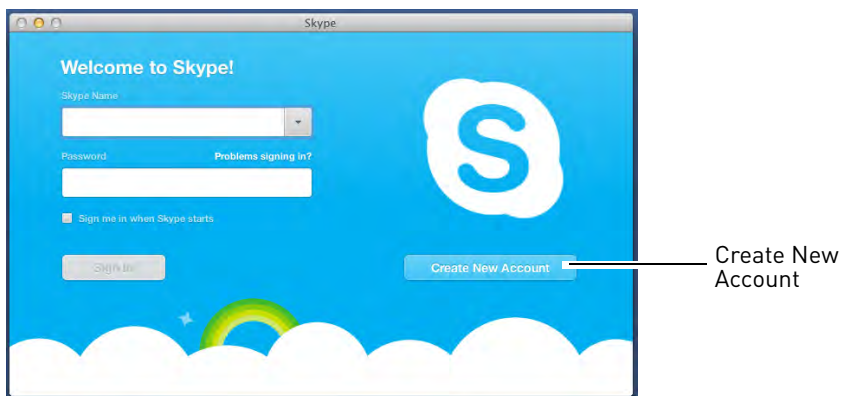 Skype
Welcome to Skype!
Skype Name
Password Problems signing in?
Sign me in when Skype starts
Sign In Create New Account
S
Create New
Account